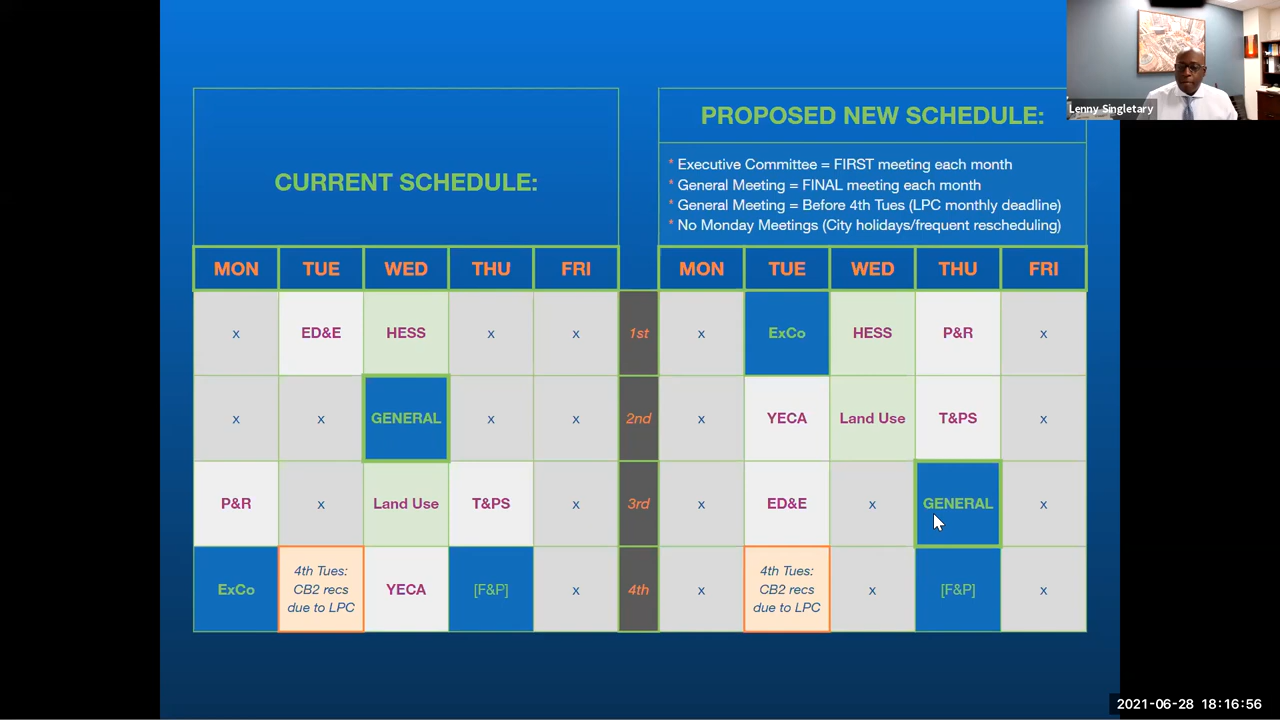 Lenny Singletary
CURRENT SCHEDULE:
PROPOSED NEW SCHEDULE:
* Executive Committee = FIRST meeting each month
* General Meeting = FINAL meeting each month
* General Meeting = Before 4th Tues (LPC monthly deadline)
* No Monday Meetings (City holidays/frequent rescheduling)
MON TUE WED THU FRI MON TUE WED THU FRI
x ED&E HESS x x 1st x ExCo HESS P&R x
x x GENERAL x x 2nd x YECA Land Use T&PS x
P&R x Land Use T&PS x 3rd x ED&E x GENERAL x
ExCo 4th Tues: CB2 recs due to LPC YECA [F&P] x 4th x 4th Tues: CB2 recs due to LPC x [F&P] x
2021-06-28 18:16:56